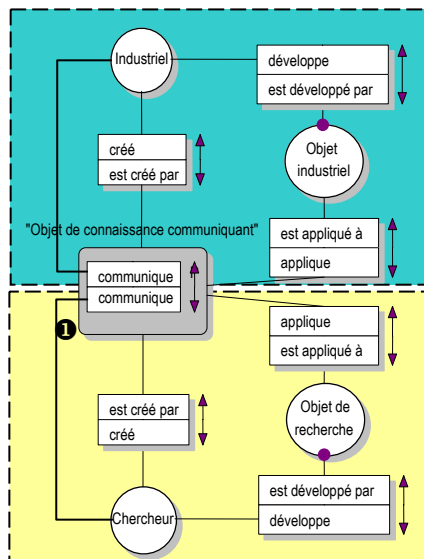 Industriel
développe
est développé par
créé
est créé par
Objet
industriel
"Objet de connaissance communiquant"
est appliqué à
applique
communique
communique
❶
applique
est appliqué à
est créé par
créé
Objet de
recherche
est développé par
développe
Chercheur